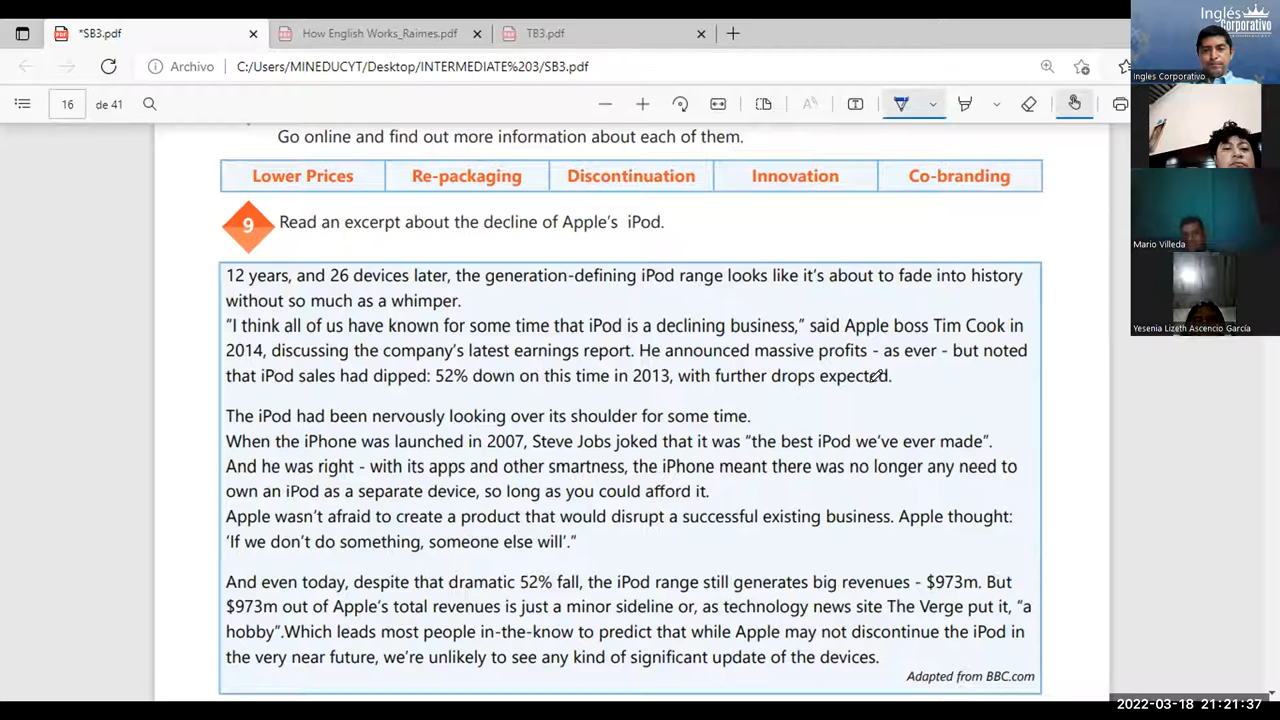 *SB3.pdf
How English Works_Raimes.pdf
TB3.pdf
Archivo
C:/Users/MINEDUCYT/Desktop/INTERMEDIATE%203/SB3.pdf
16
de 41
Go online and find out more information about each of them.
Lower Prices
Re-packaging
Discontinuation
Innovation
Co-branding
9
Read an excerpt about the decline of Apple's iPod.
12 years, and 26 devices later, the generation-defining iPod range looks like it's about to fade into history
without so much as a whimper.
"I think all of us have known for some time that iPod is a declining business," said Apple boss Tim Cook in
2014, discussing the company's latest earnings report. He announced massive profits - as ever - but noted
that iPod sales had dipped: 52% down on this time in 2013, with further drops expected.
The iPod had been nervously looking over its shoulder for some time.
When the iPhone was launched in 2007, Steve Jobs joked that it was "the best iPod we've ever made".
And he was right - with its apps and other smartness, the iPhone meant there was no longer any need to
own an iPod as a separate device, so long as you could afford it.
Apple wasn't afraid to create a product that would disrupt a successful existing business. Apple thought:
'If we don't do something, someone else will'."
And even today, despite that dramatic 52% fall, the iPod range still generates big revenues - $973m. But
$973m out of Apple's total revenues is just a minor sideline or, as technology news site The Verge put it, "a
hobby".Which leads most people in-the-know to predict that while Apple may not discontinue the iPod in
the very near future, we're unlikely to see any kind of significant update of the devices.
Adapted from BBC.com
Inglés
Corporativo
Ingles Corporativo
Mario Villeda
Yesenia Lizeth Ascencio García
2022-03-18 21:21:37